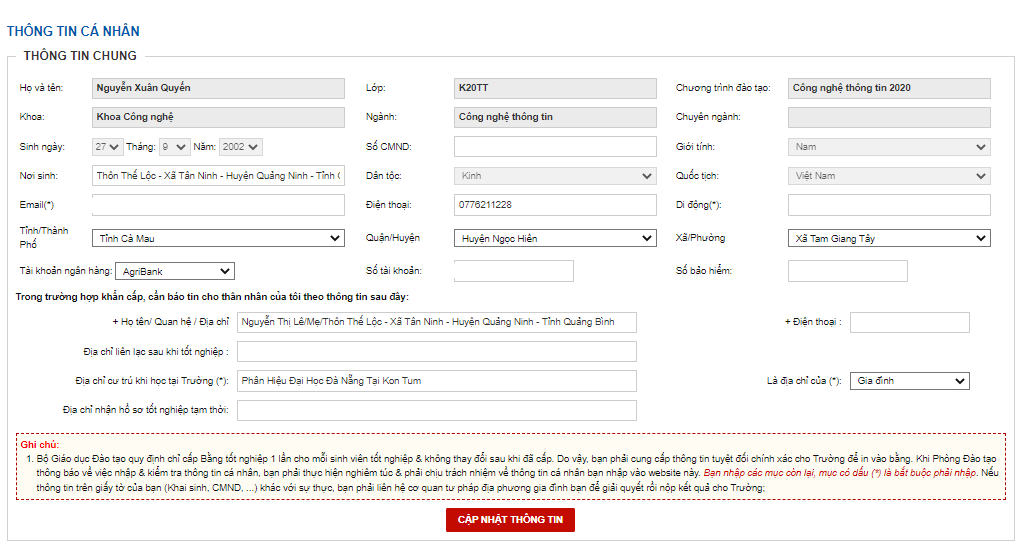 THÔNG TIN CÁ NHÂN
THÔNG TIN CHUNG
Họ và tên: Nguyễn Xuân Quyến Lớp: K20TT Chương trình đào tạo: Công nghệ thông tin 2020
Khoa: Khoa Công nghệ Ngành: Công nghệ thông tin Chuyên ngành:
Sinh ngày: 27 Tháng: 9 Năm: 2002 Số CMND: Giới tính: Nam
Nơi sinh: Thôn Thế Lộc - Xã Tân Ninh - Huyện Quảng Ninh - Tỉnh Dân tộc: Kinh Quốc tịch: Việt Nam
Email(*) Điện thoại: 0776211228 Di động(*):
Tỉnh/Thành
Phố Tỉnh Cà Mau Quận/Huyện Huyện Ngọc Hiển Xã/Phường Xã Tam Giang Tây
Tài khoản ngân hàng: AgriBank Số tài khoản: Số bảo hiểm:
Trong trường hợp khẩn cấp, cần báo tin cho thân nhân của tôi theo thông tin sau đây:
+ Họ tên/ Quan hệ / Địa chỉ Nguyễn Thị Lê/Mẹ/Thôn Thế Lộc - Xã Tân Ninh - Huyện Quảng Ninh - Tỉnh Quảng Bình + Điện thoại :
Địa chỉ liên lạc sau khi tốt nghiệp :
Địa chỉ cư trú khi học tại Trường (*): Phân Hiệu Đại Học Đà Nẵng Tại Kon Tum Là địa chỉ của (*): Gia đình
Địa chỉ nhận hồ sơ tốt nghiệp tạm thời:
Ghi chú:
1. Bộ Giáo dục Đào tạo quy định chỉ cấp Bằng tốt nghiệp 1 lần cho mỗi sinh viên tốt nghiệp & không thay đổi sau khi đã cấp. Do vậy, bạn phải cung cấp thông tin tuyệt đối chính xác cho Trường để in vào bằng. Khi Phòng Đào tạo
thông báo về việc nhập & kiểm tra thông tin cá nhân, bạn phải thực hiện nghiêm túc & phải chịu trách nhiệm về thông tin cá nhân bạn nhập vào website này. Bạn nhập các mục còn lại, mục có dấu (*) là bắt buộc phải nhập. Nếu
thông tin trên giấy tờ của bạn (Khai sinh, CMND, ...) khác với sự thực, bạn phải liên hệ cơ quan tư pháp địa phương gia đình bạn để giải quyết rồi nộp kết quả cho Trường;
CẬP NHẬT THÔNG TIN